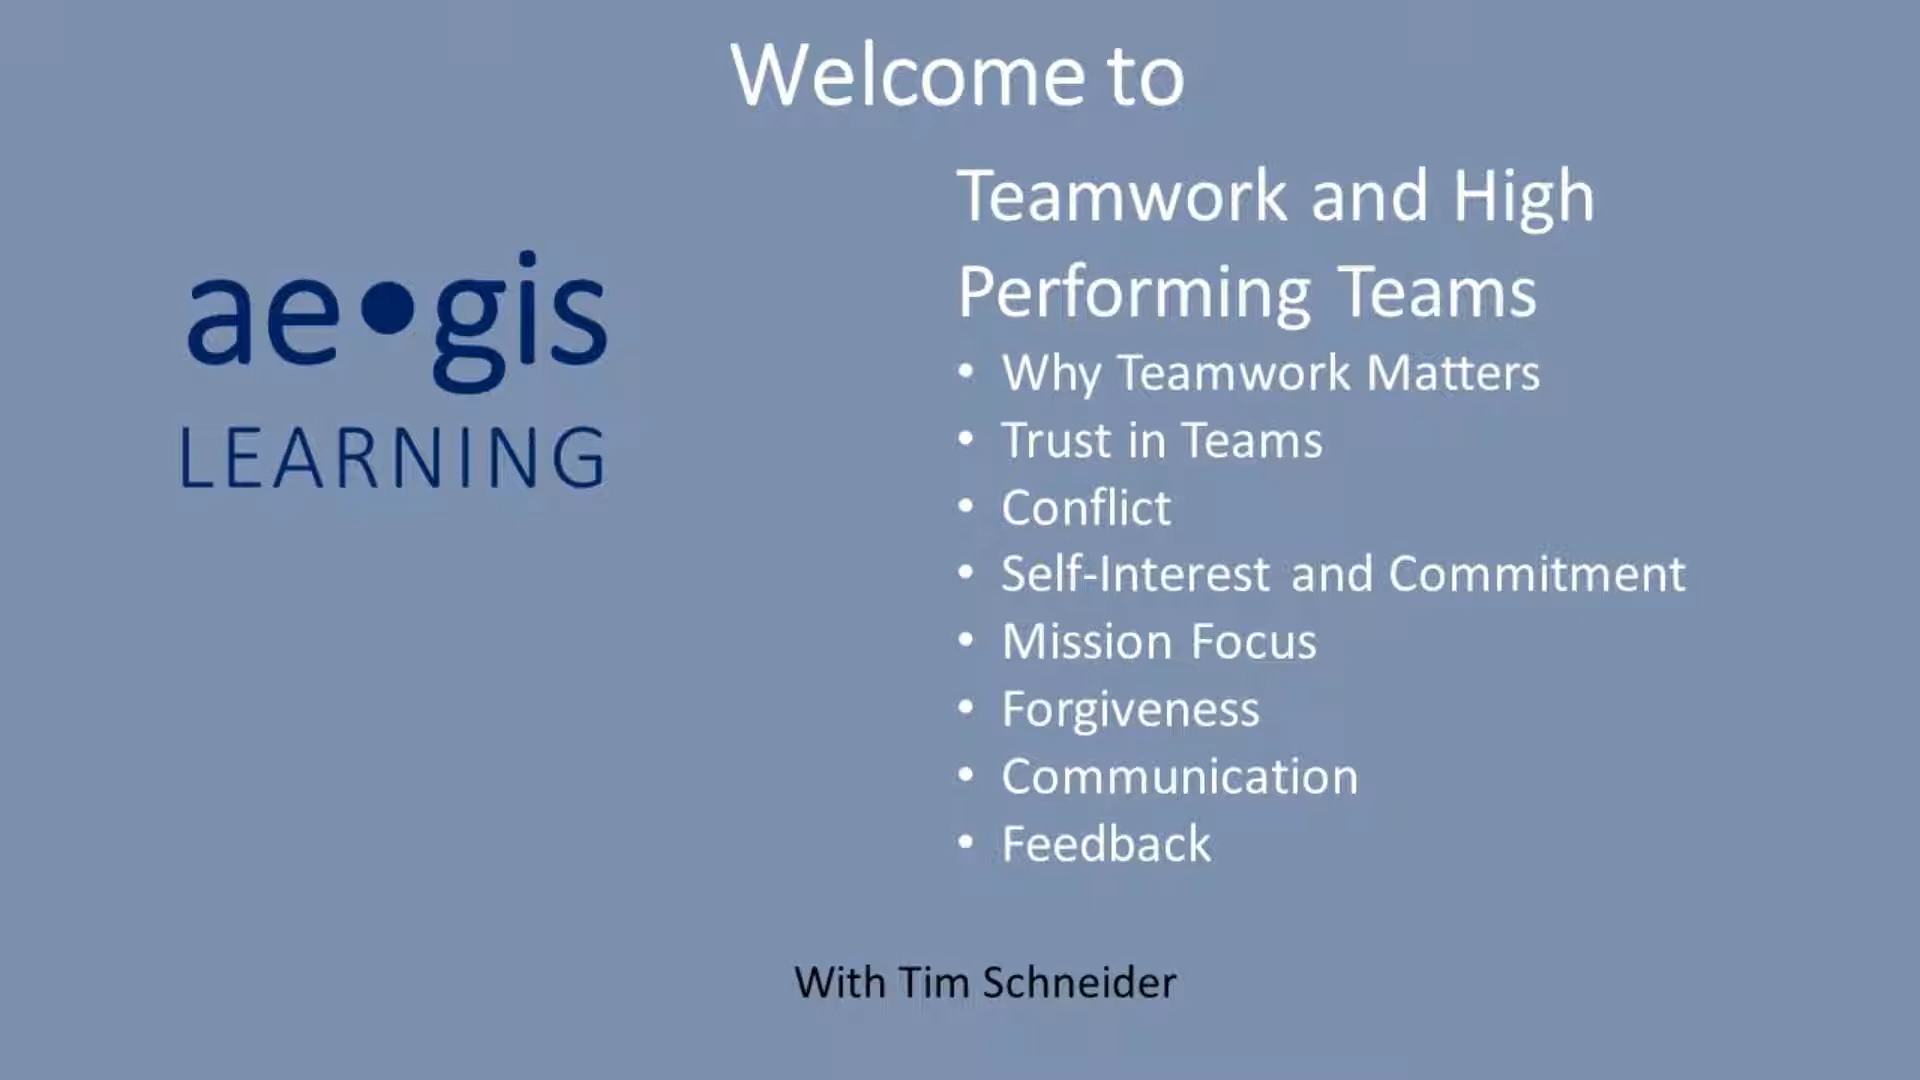 Welcome to
ae•gis
LEARNING
Teamwork and High
Performing Teams
• Why Teamwork Matters
• Trust in Teams
• Conflict
• Self-Interest and Commitment
• Mission Focus
• Forgiveness
• Communication
• Feedback
With Tim Schneider